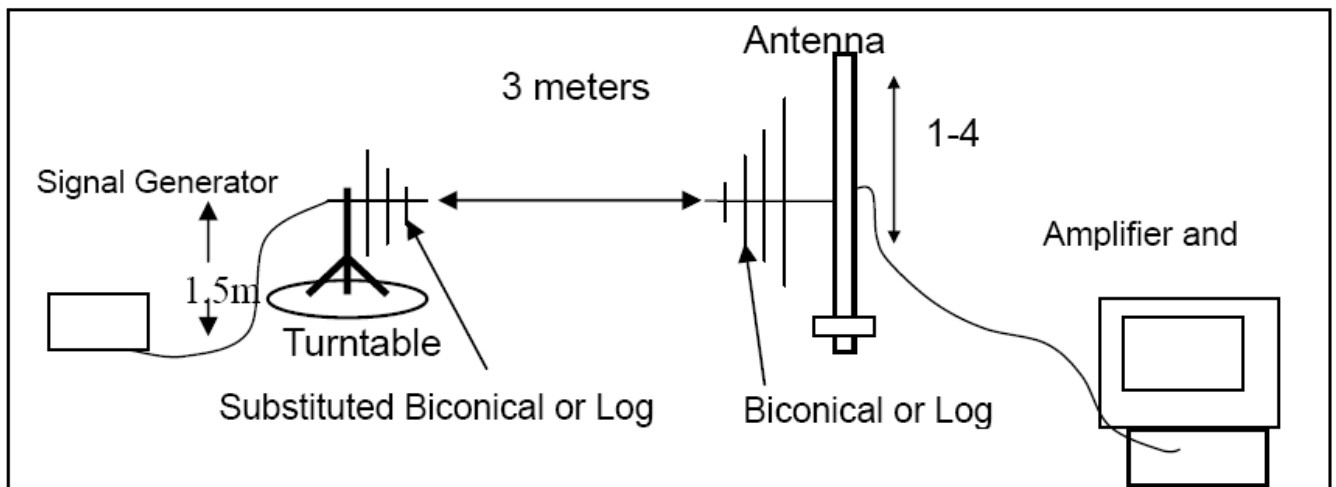 Antenna
3 meters
1-4
Signal Generator
Amplifier and
1.5m
Turntable
Substituted Biconical or Log
Biconical or Log